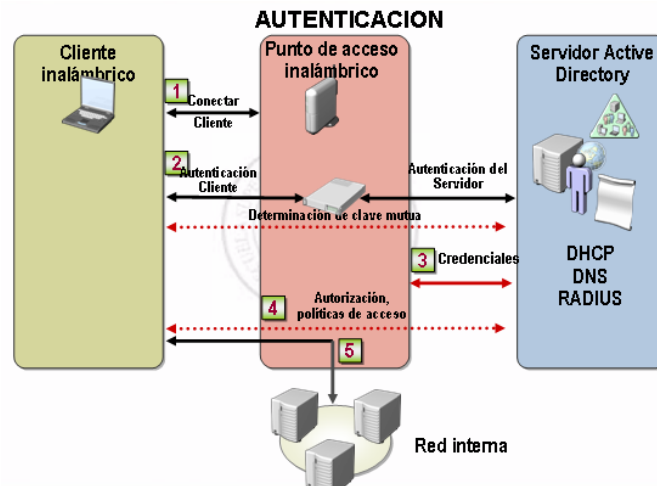 AUTENTICACION
Cliente
inalámbrico
Punto de acceso
inalámbrico
Servidor Active
Directory
1
Conectar
Cliente
2
Autenticación
Cliente
Autenticación del
Servidor
Determinación de clave mutua
3
Credenciales
DHCP
DNS
RADIUS
4
Autorización,
políticas de acceso
5
Red interna